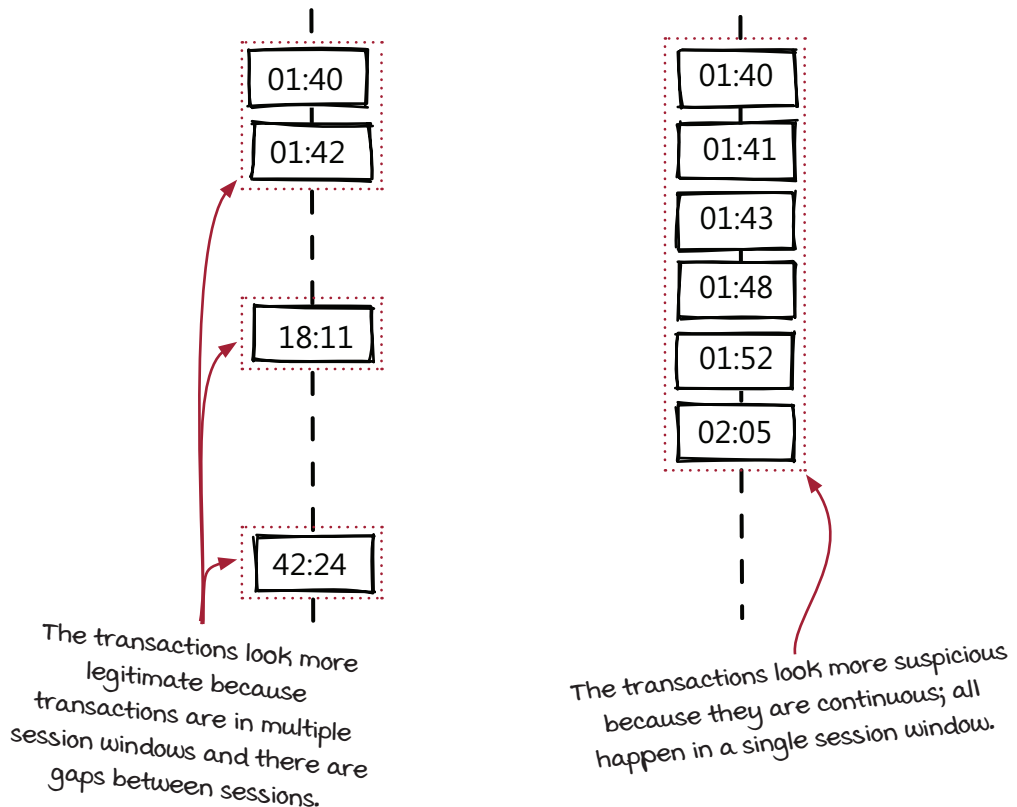 01:40
01:42
18:11
42:24
The transactions look more
legitimate because
transactions are in multiple
session windows and there are
gaps between sessions.
01:40
01:41
01:43
01:48
01:52
02:05
The transactions look more suspicious
because they are continuous; all
happen in a single session window.